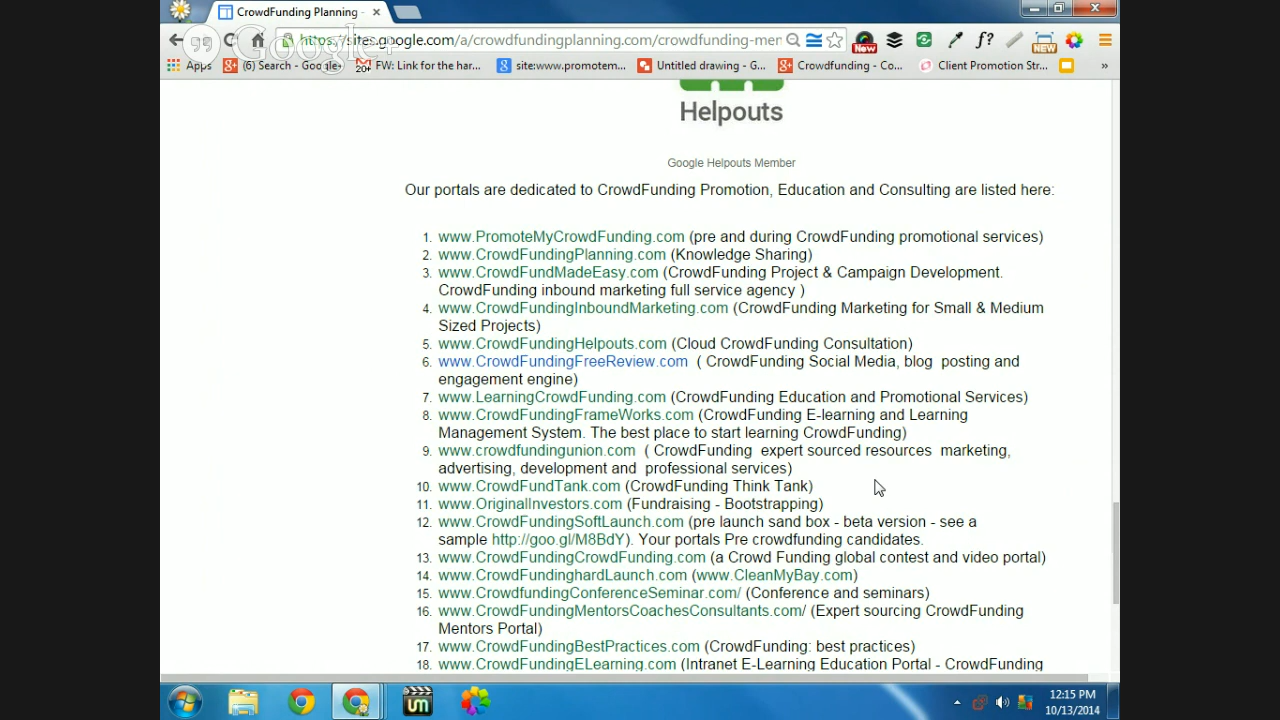 CrowdFunding Planning -
Google+
https://sites.google.com/a/crowdfundingplanning.com/crowdfunding-men
New
f?
NEW
Apps
(6) Search - Google+
20+
FW: Link for the har...
site:www.promotem...
Untitled drawing - G...
Crowdfunding - Co...
Client Promotion Str...
»
Helpouts
Google Helpouts Member
Our portals are dedicated to CrowdFunding Promotion, Education and Consulting are listed here:
1. www.PromoteMyCrowdFunding.com (pre and during CrowdFunding promotional services)
2. www.CrowdFundingPlanning.com (Knowledge Sharing)
3. www.CrowdFundMadeEasy.com (CrowdFunding Project & Campaign Development.
CrowdFunding inbound marketing full service agency )
4. www.CrowdFundingInboundMarketing.com (CrowdFunding Marketing for Small & Medium
Sized Projects)
5. www.CrowdFundingHelpouts.com (Cloud CrowdFunding Consultation)
6. www.CrowdFundingFreeReview.com ( CrowdFunding Social Media, blog posting and
engagement engine)
7. www.LearningCrowdFunding.com (CrowdFunding Education and Promotional Services)
8. www.CrowdFundingFrameWorks.com (CrowdFunding E-learning and Learning
Management System. The best place to start learning CrowdFunding)
9. www.crowdfundingunion.com ( CrowdFunding expert sourced resources marketing,
advertising, development and professional services)
10. www.CrowdFundTank.com (CrowdFunding Think Tank)
11. www.OriginalInvestors.com (Fundraising - Bootstrapping)
12. www.CrowdFundingSoftLaunch.com (pre launch sand box - beta version - see a
sample http://goo.gl/M8BdY). Your portals Pre crowdfunding candidates.
13. www.CrowdFundingCrowdFunding.com (a Crowd Funding global contest and video portal)
14. www.CrowdFundinghardLaunch.com (www.CleanMyBay.com)
15. www.CrowdfundingConferenceSeminar.com/ (Conference and seminars)
16. www.CrowdFundingMentorsCoachesConsultants.com/ (Expert sourcing CrowdFunding
Mentors Portal)
17. www.CrowdFundingBestPractices.com (CrowdFunding: best practices)
18. www.CrowdFundingELearning.com (Intranet E-Learning Education Portal - CrowdFunding
um
12:15 PM
10/13/2014